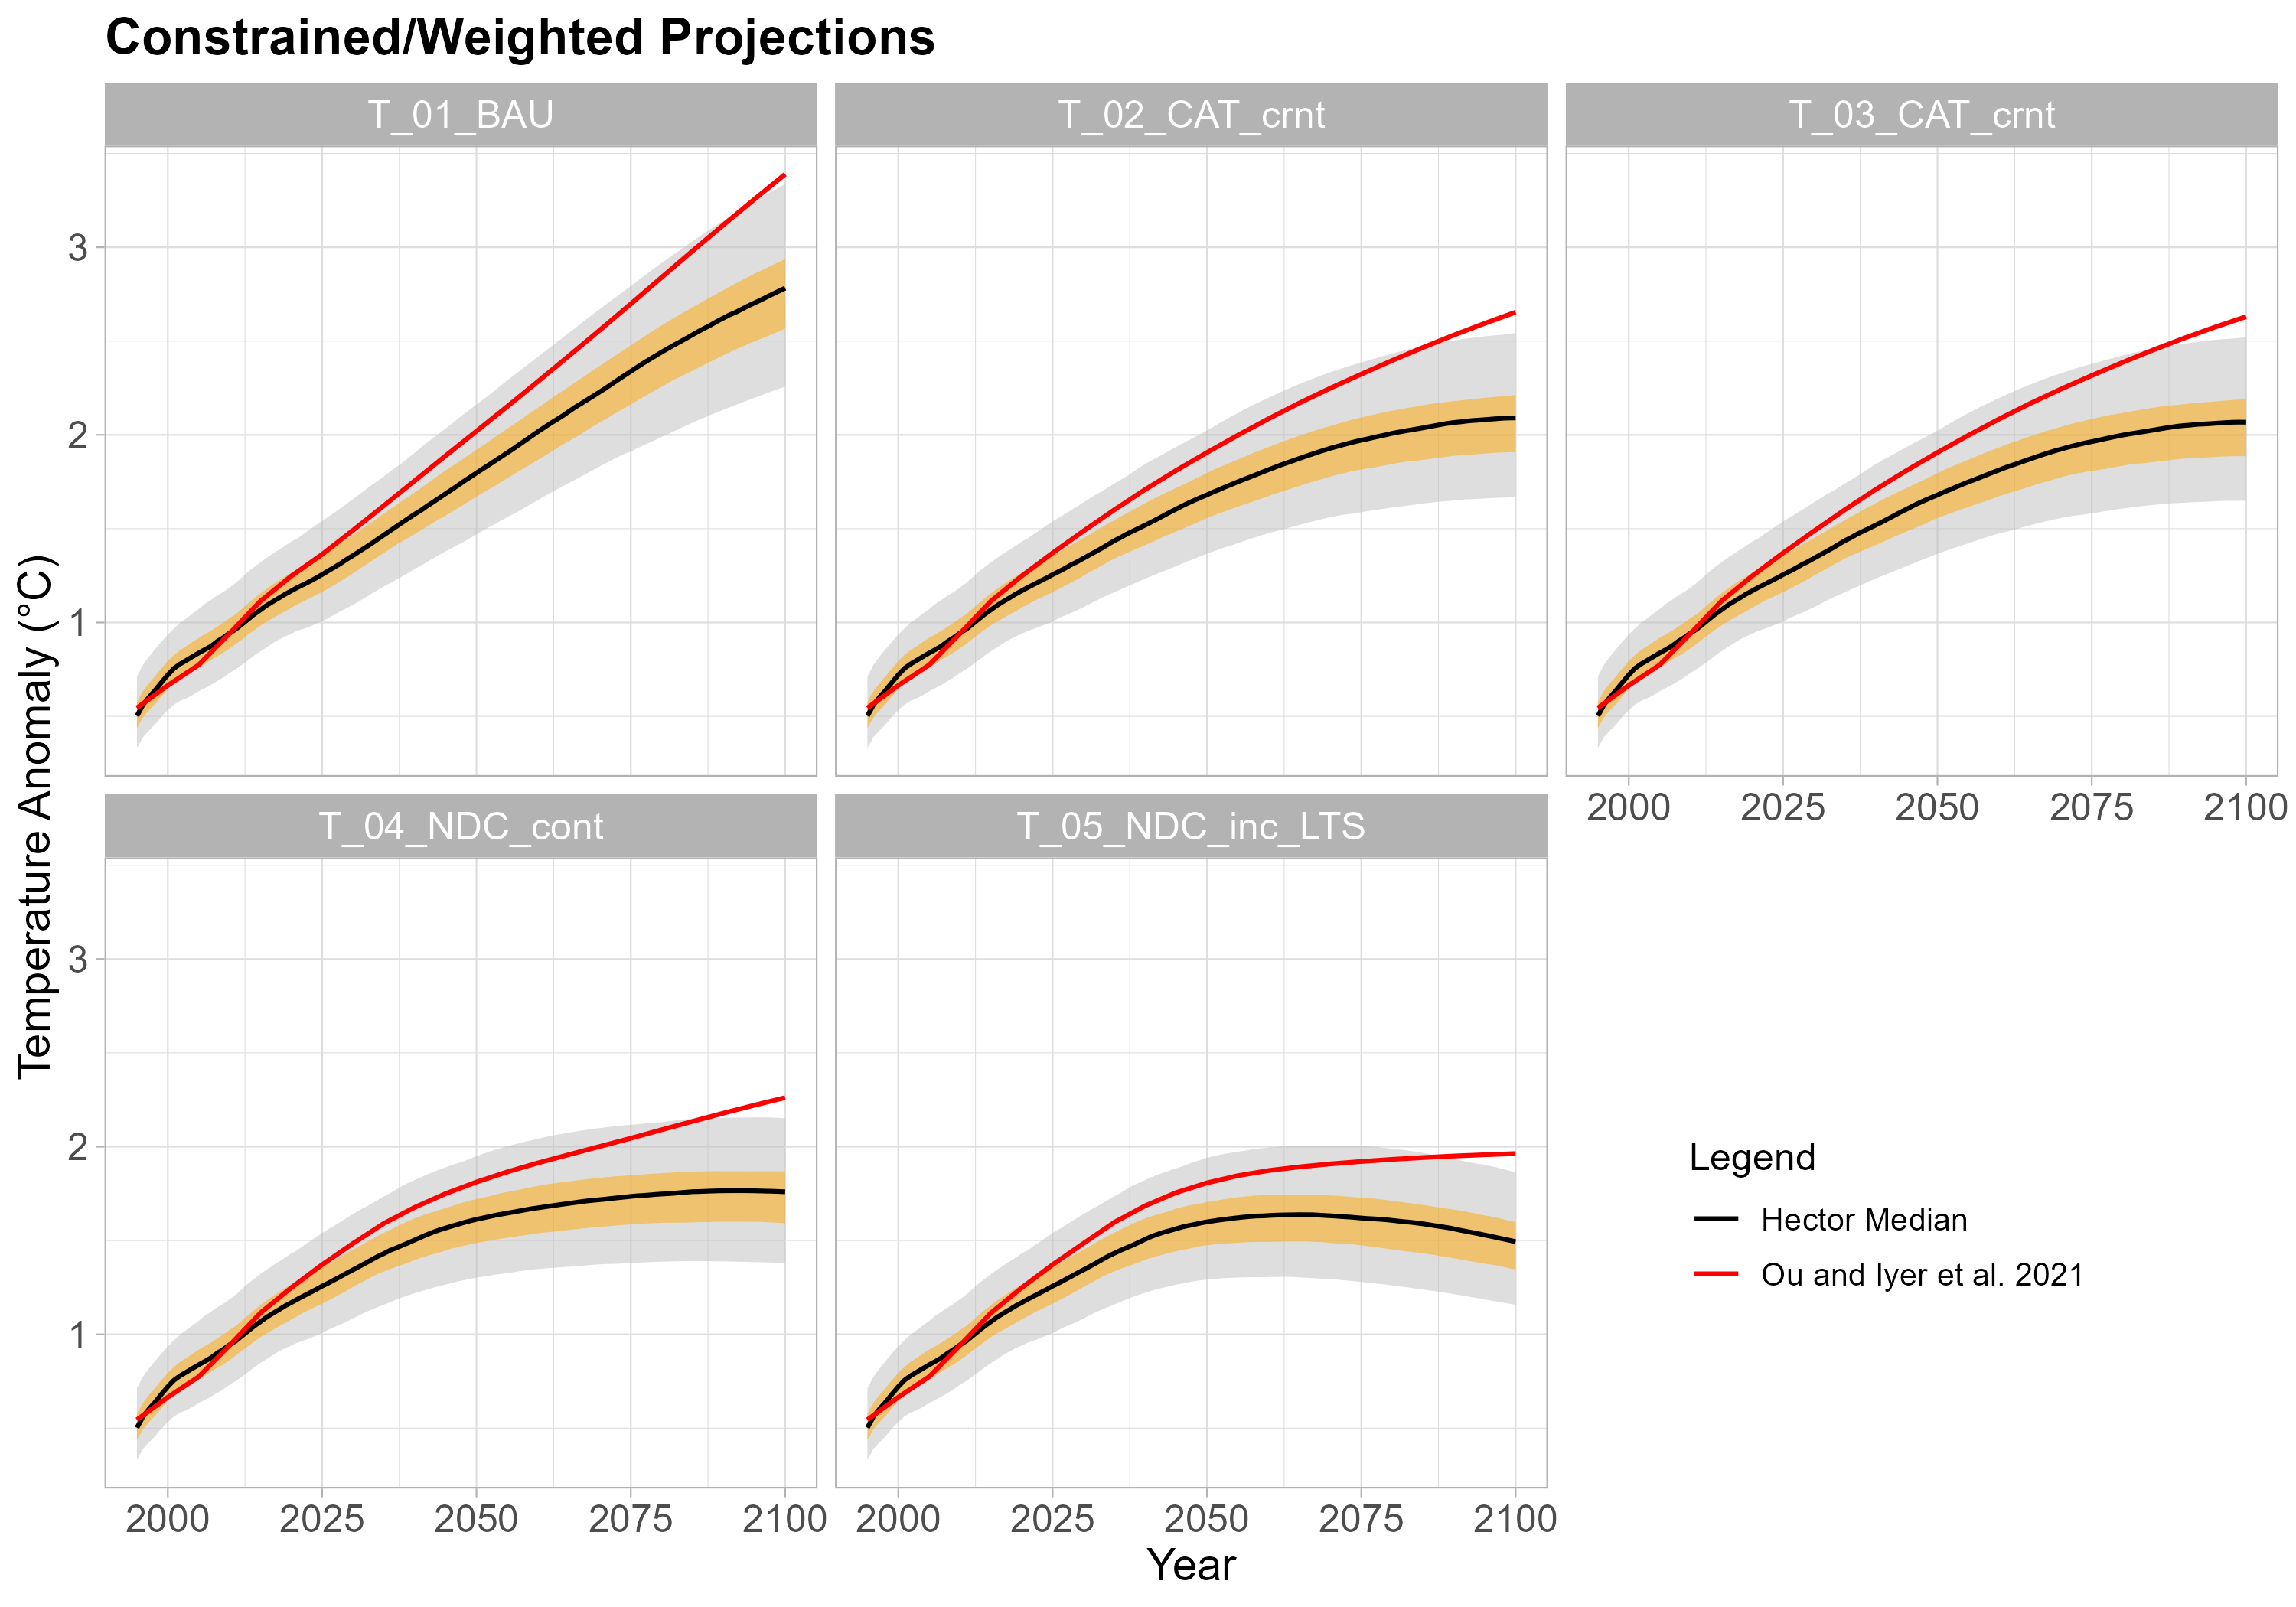 Constrained/Weighted Projections
T_01_BAU
T_02_CAT_crnt
T_03_CAT_crnt
3
2
1
2000 2025 2050 2075 2100
Temperature Anomaly (°C)
T_04_NDC_cont
T_05_NDC_inc_LTS
3
2
1
2000 2025 2050 2075 2100
2000 2025 2050 2075 2100
Year
Legend
Hector Median
Ou and Iyer et al. 2021